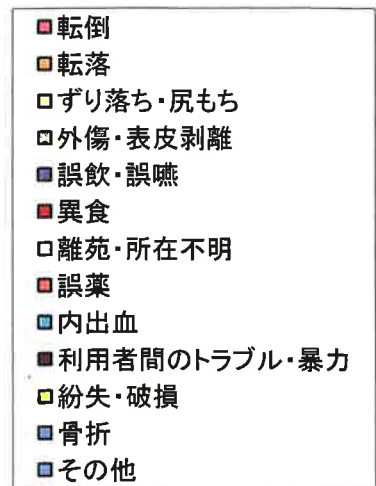 転倒
転落
ずり落ち・尻もち
外傷・表皮剥離
誤飲・誤嚥
異食
離苑・所在不明
誤薬
内出血
利用者間のトラブル・暴力
紛失・破損
骨折
その他